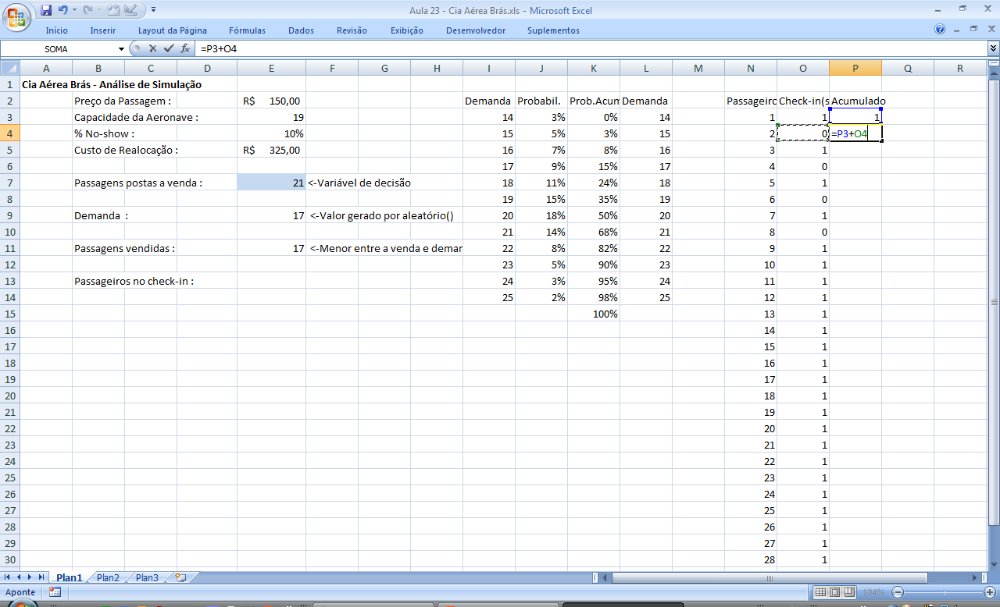 Aula 23 - Cia Aérea Brás.xls - Microsoft Excel
Início Inserir Layout da Página Fórmulas Dados Revisão Exibição Desenvolvedor Suplementos
SOMA fx =P3+O4
A B C D E F G H I J K L M N O P Q R
1 Cia Aérea Brás - Análise de Simulação
2 Preço da Passagem : R$ 150,00 Demanda Probabil. Prob.Acum Demanda Passageiro Check-in(s Acumulado
3 Capacidade da Aeronave : 19 14 3% 0% 14 1 1 1
4 % No-show : 10% 15 5% 3% 15 2 0 =P3+O4
5 Custo de Realocação : R$ 325,00 16 7% 8% 16 3 1
6 17 9% 15% 17 4 0
7 Passagens postas a venda : 21 <-Variável de decisão 18 11% 24% 18 5 1
8 19 15% 35% 19 6 0
9 Demanda : 17 <-Valor gerado por aleatório() 20 18% 50% 20 7 1
10 21 14% 68% 21 8 0
11 Passagens vendidas : 17 <-Menor entre a venda e demar 22 8% 82% 22 9 1
12 23 5% 90% 23 10 1
13 Passageiros no check-in : 24 3% 95% 24 11 1
14 25 2% 98% 25 12 1
15 100% 13 1
16 14 1
17 15 1
18 16 1
19 17 1
20 18 1
21 19 1
22 20 1
23 21 1
24 22 1
25 23 1
26 24 1
27 25 1
28 26 1
29 27 1
30 28 1
Plan1 Plan2 Plan3
Aponte 104%